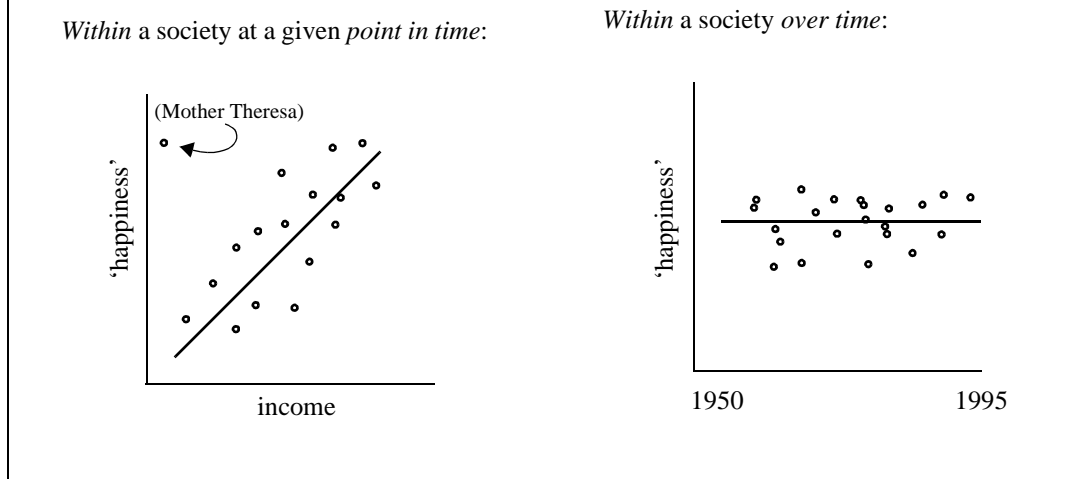 Within a society at a given point in time:
(Mother Theresa)
‘happiness’
income
Within a society over time:
‘happiness’
1950
1995